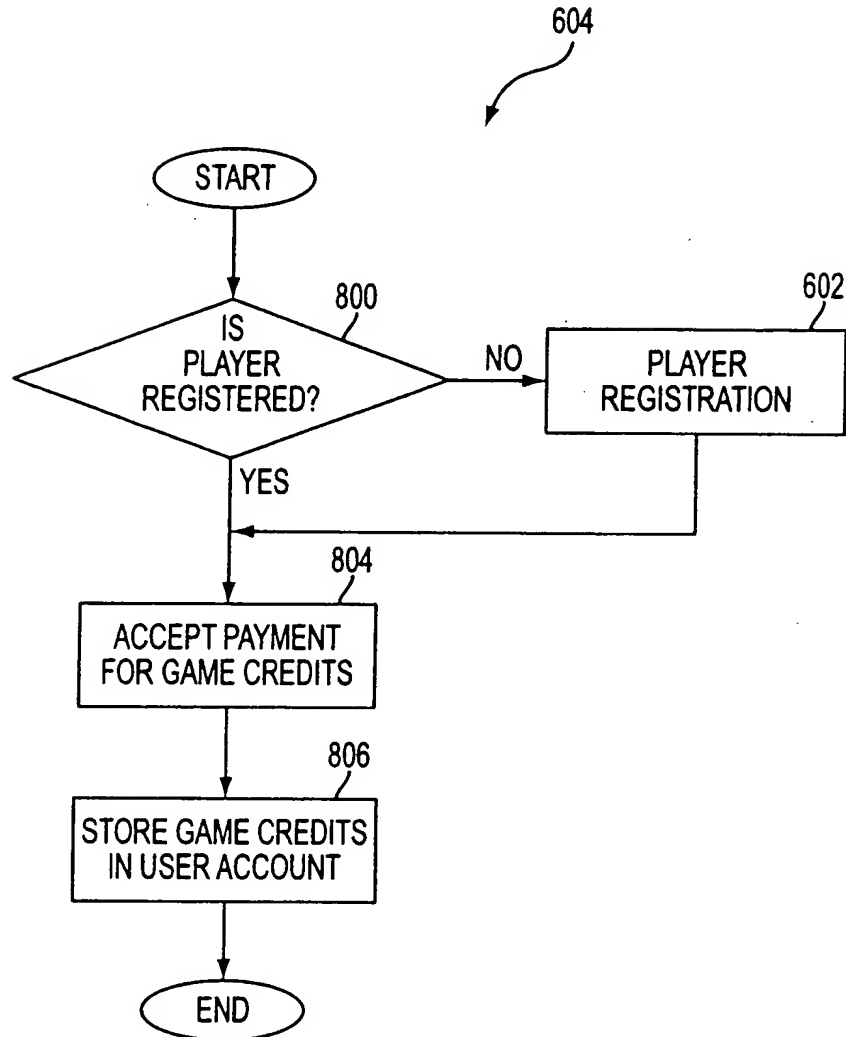 604
START
800
IS
PLAYER
REGISTERED?
NO
602
PLAYER
REGISTRATION
YES
804
ACCEPT PAYMENT
FOR GAME CREDITS
806
STORE GAME CREDITS
IN USER ACCOUNT
END